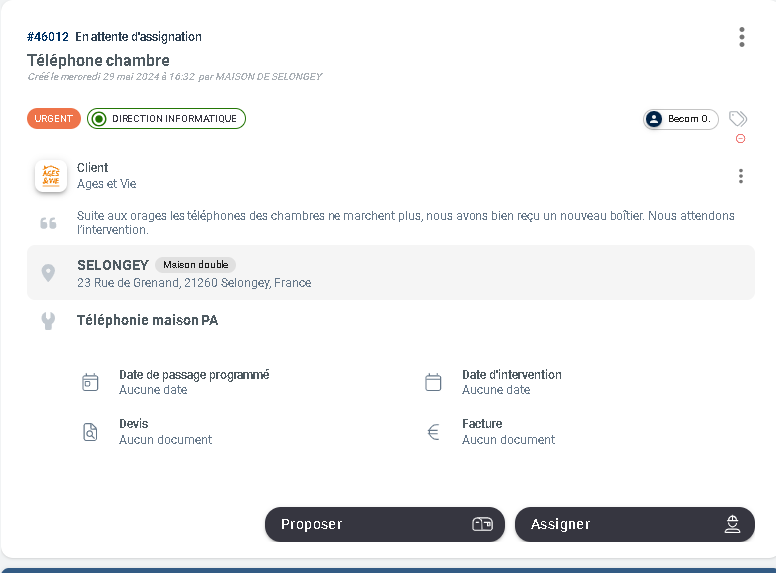 #46012 En attente d'assignation
Téléphone chambre
Créé le mercredi 29 mai 2024 à 16:32 par MAISON DE SELONGEY
URGENT DIRECTION INFORMATIQUE Becom O.
AGES & VIE
Client
Ages et Vie
Suite aux orages les téléphones des chambres ne marchent plus, nous avons bien reçu un nouveau boîtier. Nous attendons
l'intervention.
SELONGEY Maison double
23 Rue de Grenand, 21260 Selongey, France
Téléphonie maison PA
Date de passage programmé Date d'intervention
Aucune date Aucune date
Devis Facture
Aucun document Aucun document
Proposer Assigner